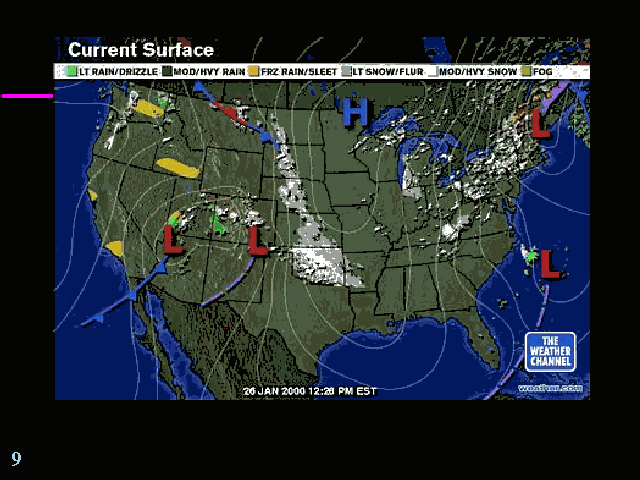 Current Surface
LT RAIN/DRIZZLE MOD/HVY RAIN FRZ RAIN/SLEET LT SNOW/FLUR MOD/HVY SNOW FOG
H
L
L
L
L
THE
WEATHER
CHANNEL
weather.com
26 JAN 2000 12:26 PM EST
9